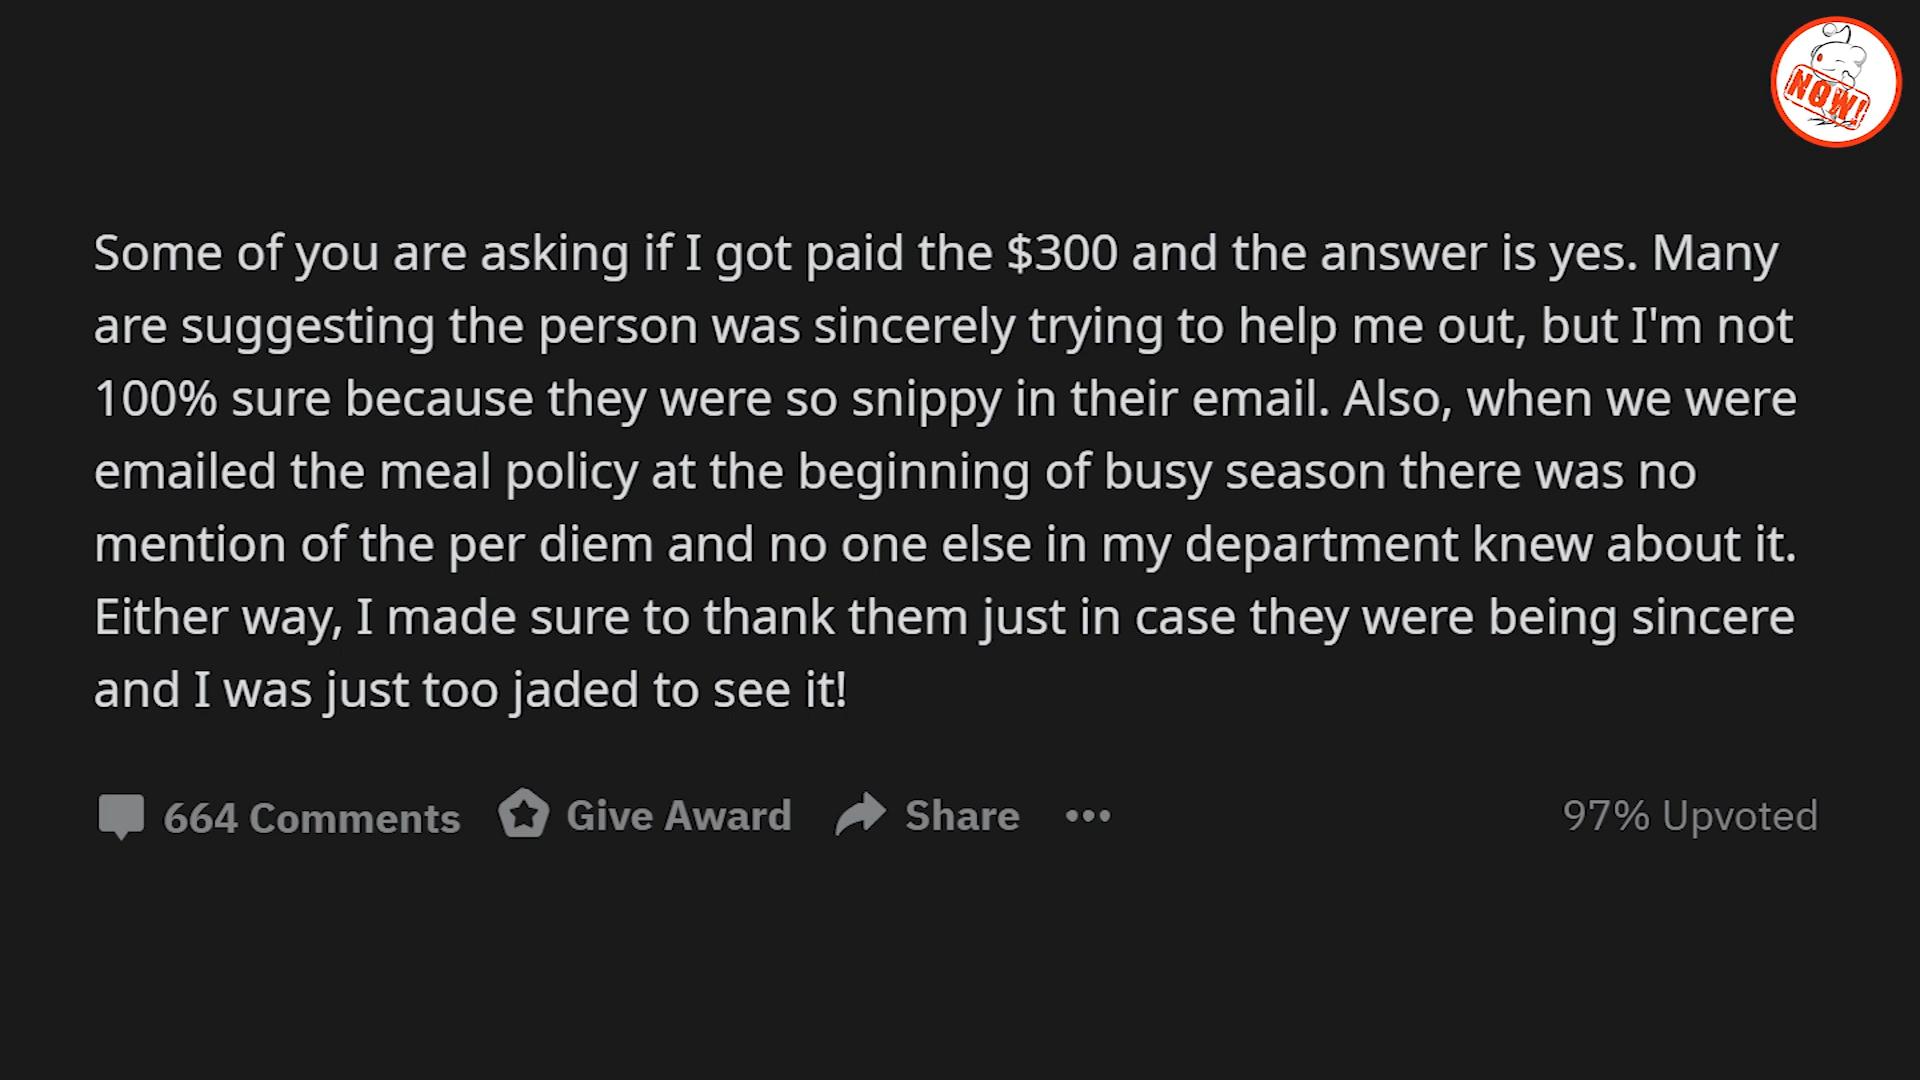 NOW!
Some of you are asking if I got paid the $300 and the answer is yes. Many
are suggesting the person was sincerely trying to help me out, but I'm not
100% sure because they were so snippy in their email. Also, when we were
emailed the meal policy at the beginning of busy season there was no
mention of the per diem and no one else in my department knew about it.
Either way, I made sure to thank them just in case they were being sincere
and I was just too jaded to see it!
664 Comments Give Award Share ••• 97% Upvoted